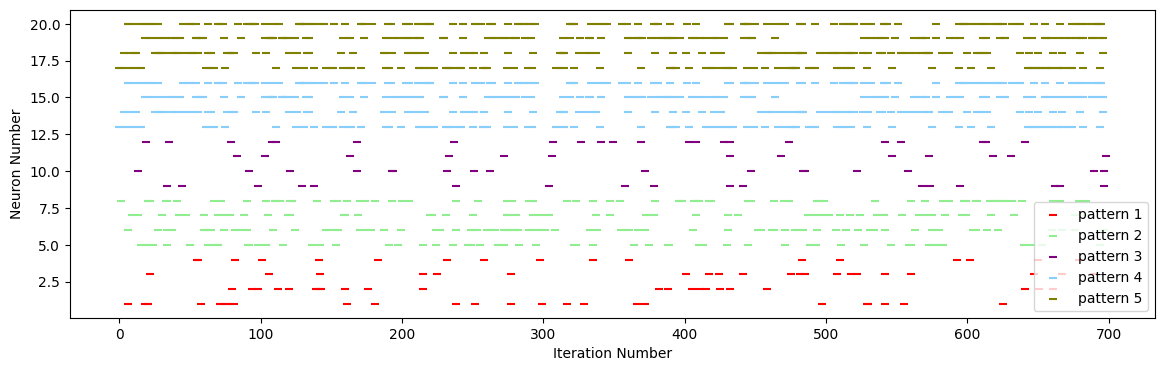 20.0
17.5
15.0
12.5
10.0
7.5
5.0
2.5
Neuron Number
pattern 1
pattern 2
pattern 3
pattern 4
pattern 5
0 100 200 300 400 500 600 700
Iteration Number